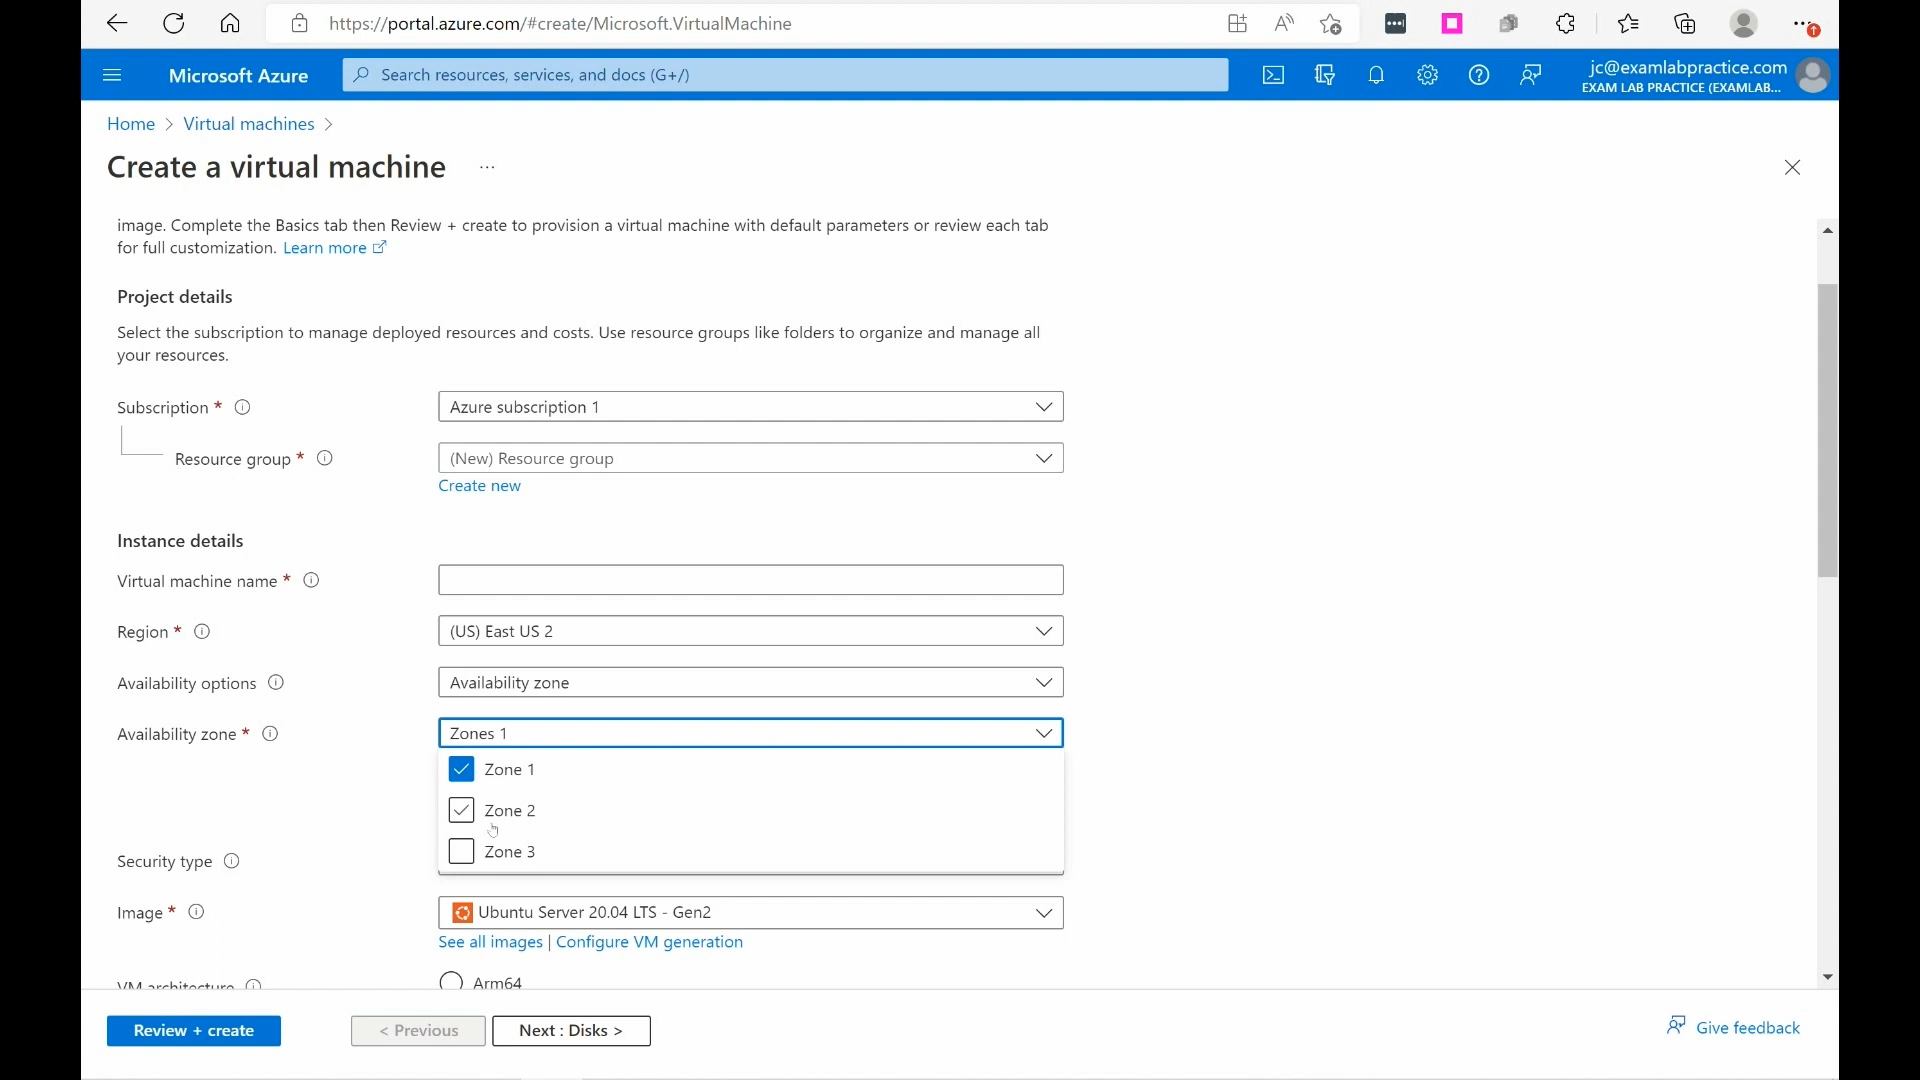 https://portal.azure.com/#create/Microsoft.VirtualMachine
Microsoft Azure
Search resources, services, and docs (G+/)
jc@examlabpractice.com
EXAM LAB PRACTICE (EXAMLAB...
Home > Virtual machines >
Create a virtual machine ...
image. Complete the Basics tab then Review + create to provision a virtual machine with default parameters or review each tab
for full customization. Learn more
Project details
Select the subscription to manage deployed resources and costs. Use resource groups like folders to organize and manage all
your resources.
Subscription *
Azure subscription 1
Resource group *
(New) Resource group
Create new
Instance details
Virtual machine name *
Region *
(US) East US 2
Availability options
Availability zone
Availability zone *
Zones 1
Zone 1
Zone 2
Zone 3
Security type
Image *
Ubuntu Server 20.04 LTS - Gen2
See all images | Configure VM generation
VM architecture
Arm64
Review + create
< Previous
Next : Disks >
Give feedback